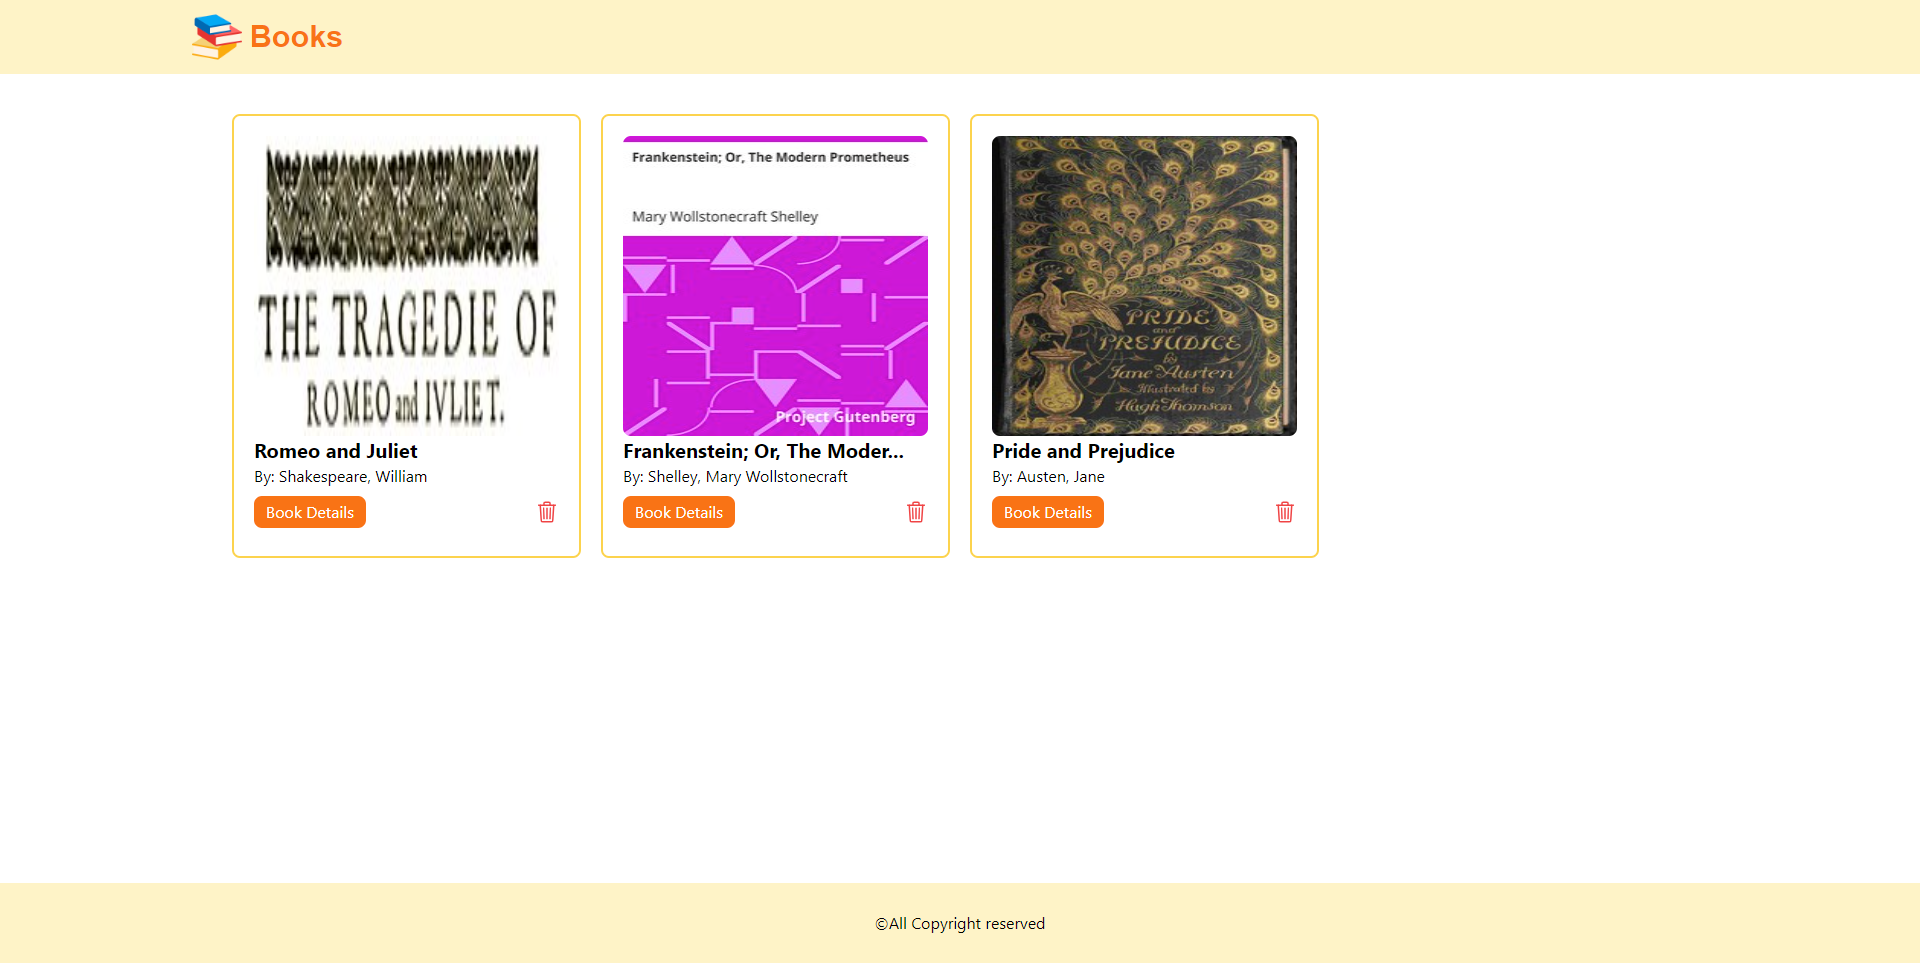 Books
THE TRAGEDIE OF
ROMEO and IVLIET.
Romeo and Juliet
By: Shakespeare, William
Book Details
Frankenstein; Or, The Modern Prometheus
Mary Wollstonecraft Shelley
Project Gutenberg
Frankenstein; Or, The Moder...
By: Shelley, Mary Wollstonecraft
Book Details
PRIDE
and
PREJUDICE
by
Jane Austen
Illustrated by
Hugh Thomson
Pride and Prejudice
By: Austen, Jane
Book Details
©All Copyright reserved